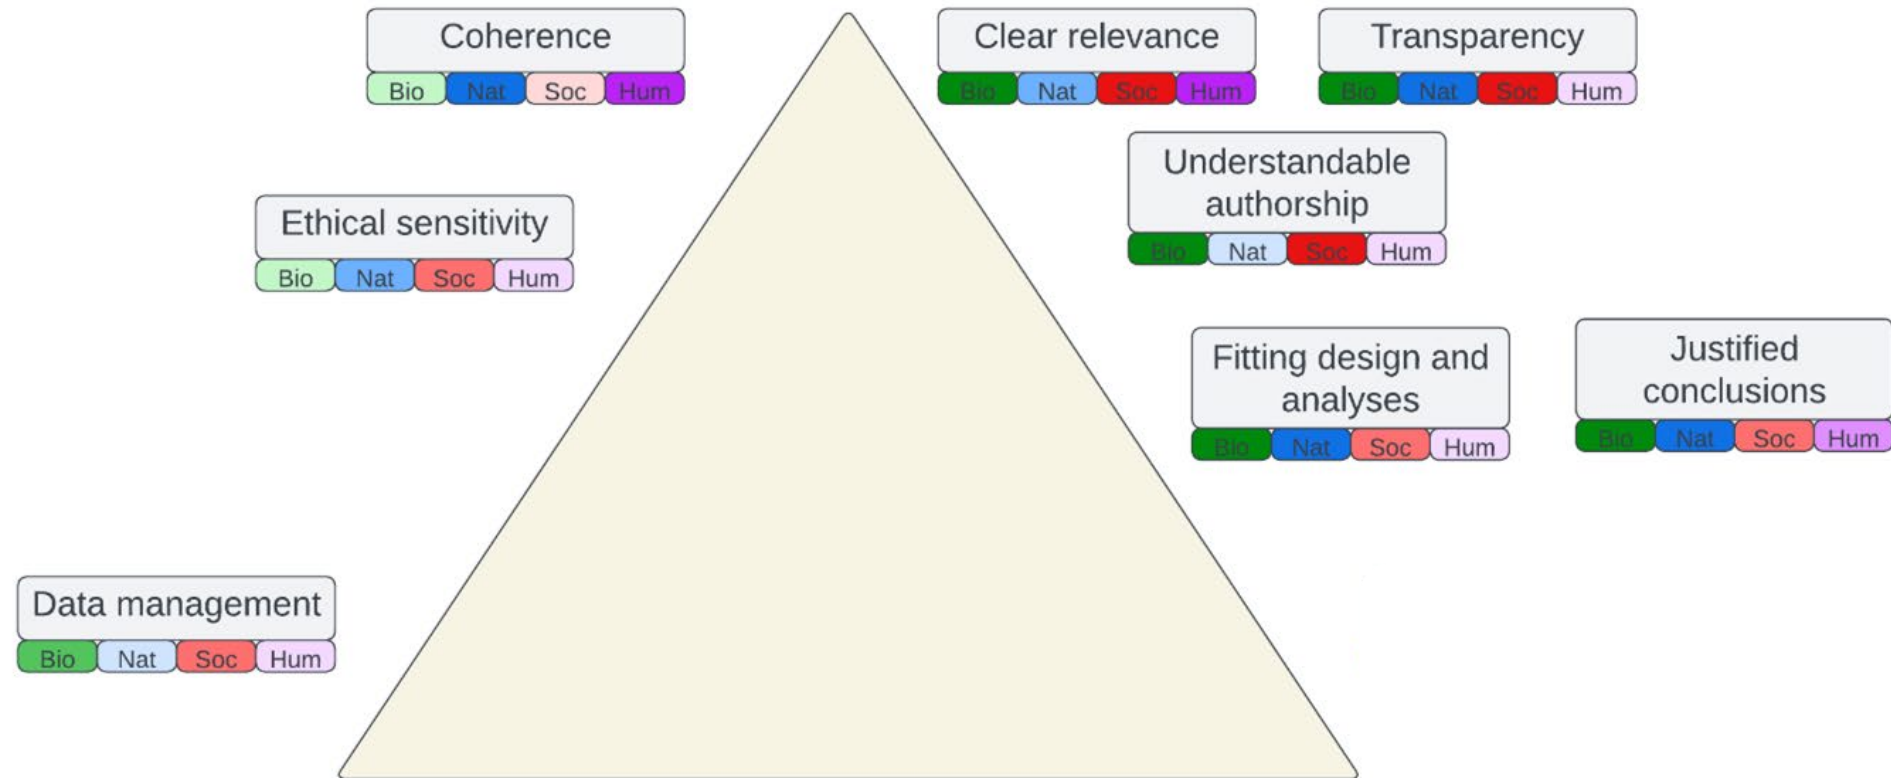 Coherence
Bio Nat Soc Hum
Clear relevance
Bio Nat Soc Hum
Transparency
Bio Nat Soc Hum
Understandable
authorship
Bio Nat Soc Hum
Ethical sensitivity
Bio Nat Soc Hum
Fitting design and
analyses
Bio Nat Soc Hum
Justified
conclusions
Bio Nat Soc Hum
Data management
Bio Nat Soc Hum